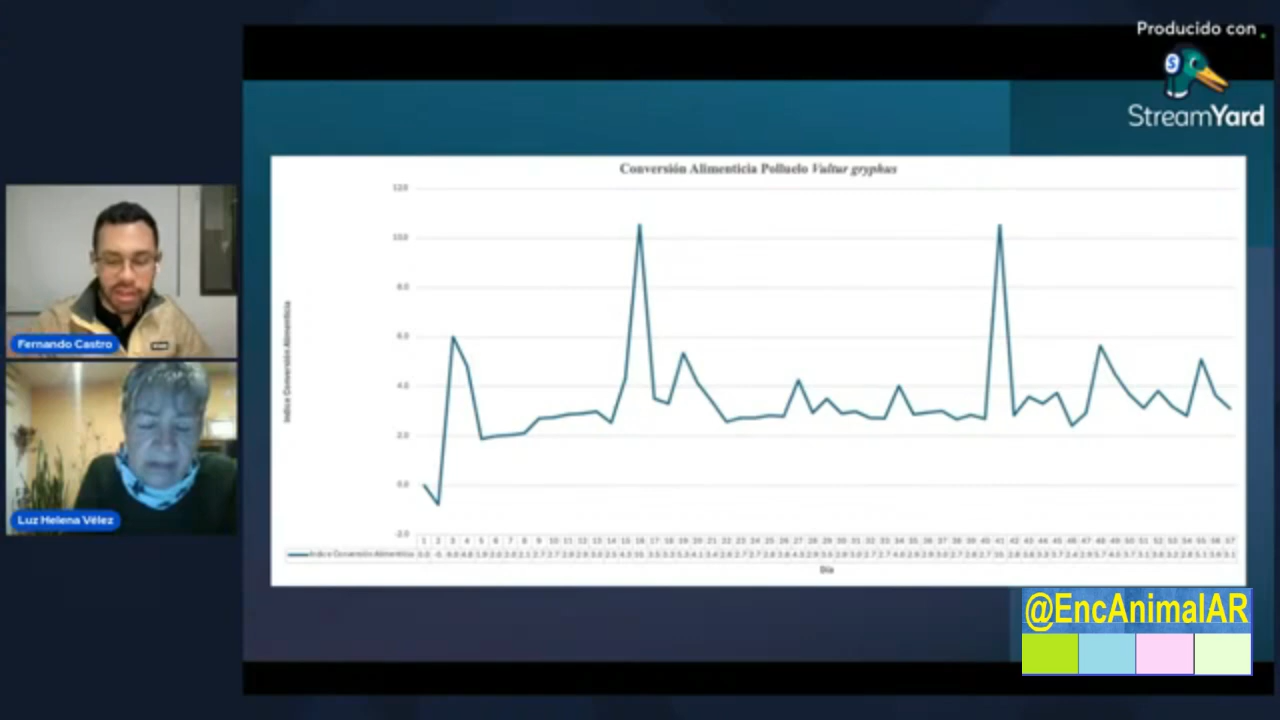 Producido con
StreamYard
Conversión Alimenticia Polluelo Vultur gryphus
12.0
10.0
8.0
6.0
4.0
2.0
0.0
-2.0
Indice Conversión Alimenticia
1 2 3 4 5 6 7 8 9 10 11 12 13 14 15 16 17 18 19 20 21 22 23 24 25 26 27 28 29 30 31 32 33 34 35 36 37 38 39 40 41 42 43 44 45 46 47 48 49 50 51 52 53 54 55 56 57
Indice Conversión Alimenticia
Día
Fernando Castro
Luz Helena Vélez
@EncAnimalAR